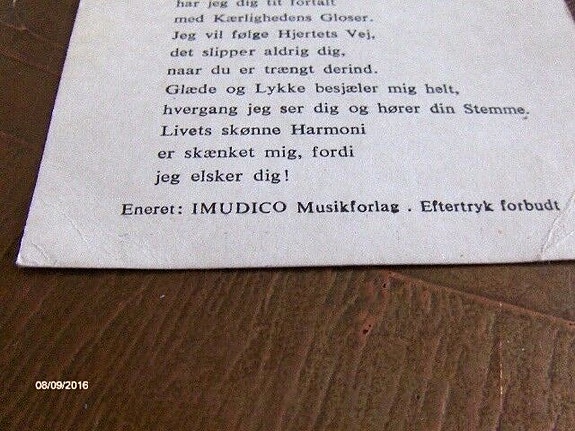 har jeg dig tit fortalt
med Kærlighedens Gloser.
Jeg vil følge Hjertets Vej,
det slipper aldrig dig,
naar du er trængt derind.
Glæde og Lykke besjæler mig helt,
hvergang jeg ser dig og hører din Stemme.
Livets skønne Harmoni
er skænket mig, fordi
jeg elsker dig!
Eneret: IMUDICO Musikforlag . Eftertryk forbudt
08/09/2016